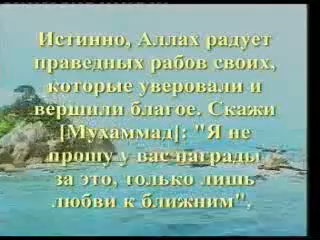 Истинно, Аллах радует
праведных рабов своих,
которые уверовали и
вершили благое. Скажи
[Мухаммад]: "Я не
прошу у вас награды
за это, только лишь
любви к ближним",